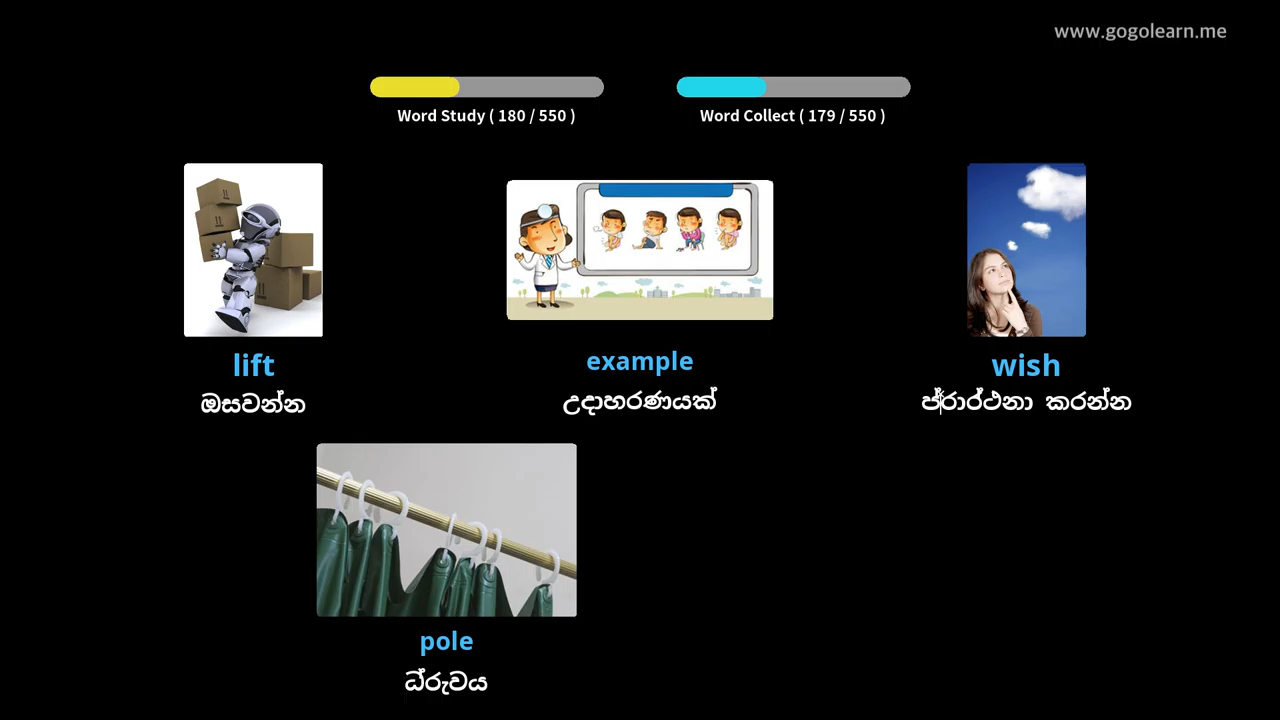 www.gogolearn.me
Word Study ( 180 / 550 )
Word Collect ( 179 / 550 )
lift
ඔසවන්න
example
උදාහරණයක්
wish
ප්රාර්ථනා කරන්න
pole
ධ්රුවය